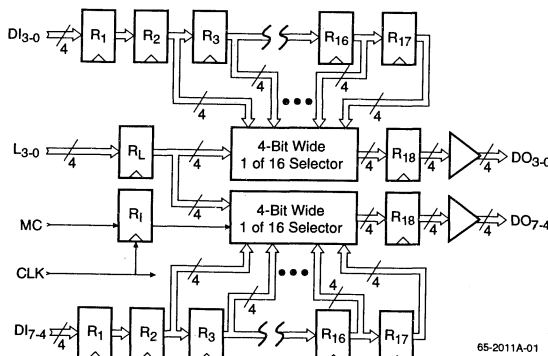 DI3-0 4 R1 R2 R3 R16 R17
4 4 4 4
L3-0 4 RL 4 4-Bit Wide 1 of 16 Selector 4 R18 4 4 DO3-0
MC RI 4 4-Bit Wide 1 of 16 Selector 4 R18 4 4 DO7-4
CLK
4 4 4 4
DI7-4 4 R1 R2 R3 R16 R17
65-2011A-01